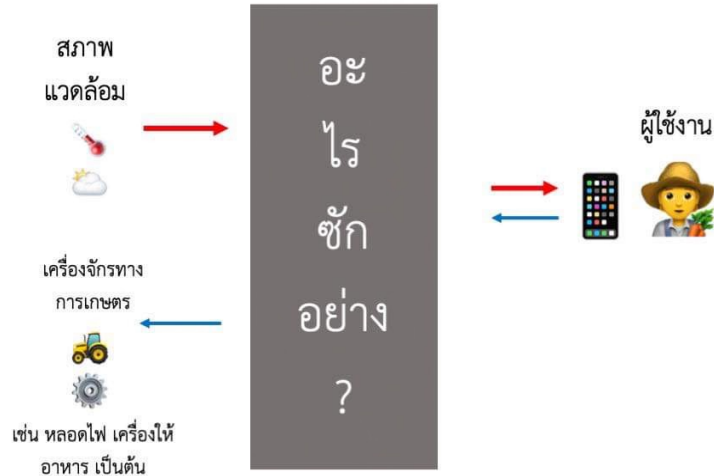 สภาพ
แวดล้อม
อะ
ไร
ซัก
อย่าง
?
ผู้ใช้งาน
เครื่องจักรทาง
การเกษตร
เช่น หลอดไฟ เครื่องให้
อาหาร เป็นต้น